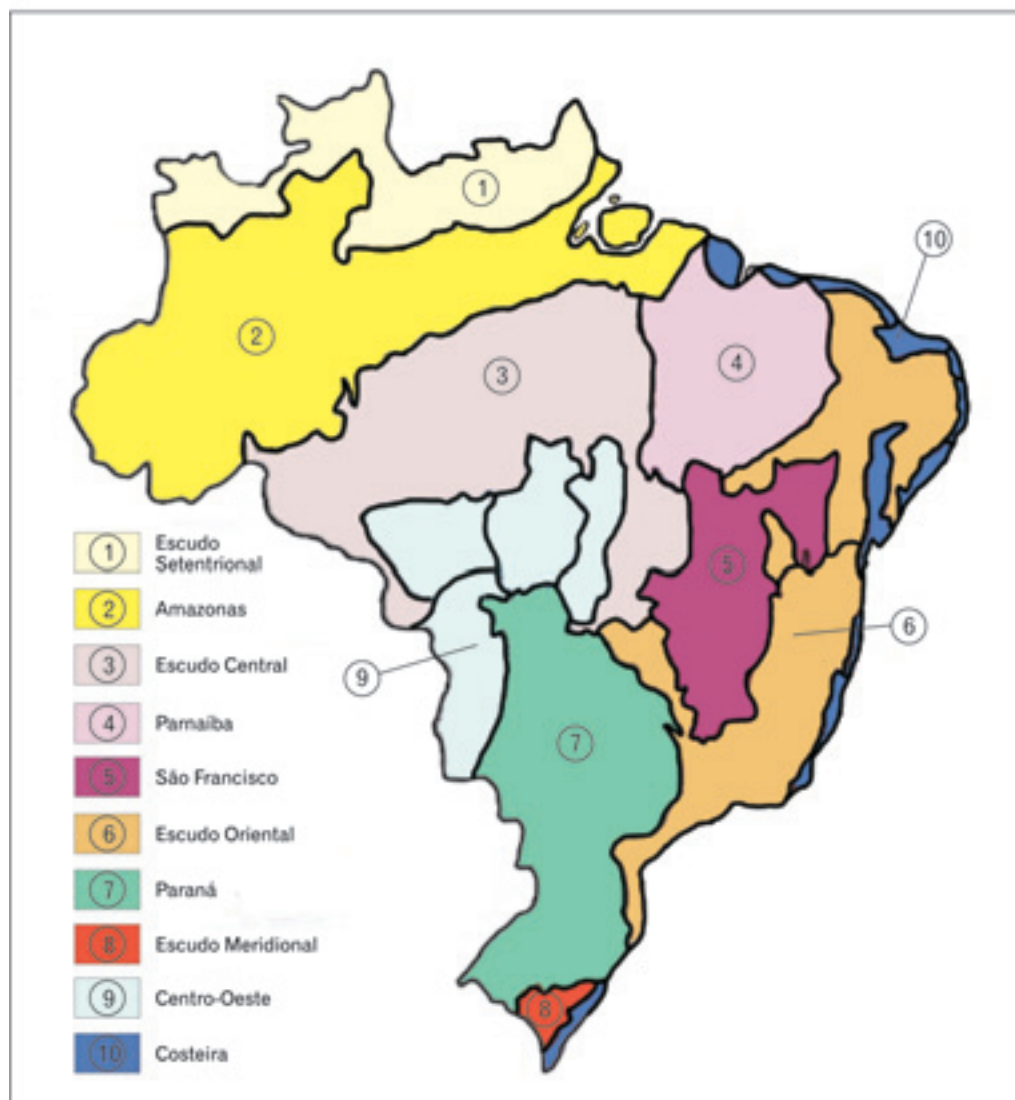 1
10
2
3
4
5
6
9
7
8
1 Escudo
Setentrional
2 Amazonas
3 Escudo Central
4 Parnaíba
5 São Francisco
6 Escudo Oriental
7 Paraná
8 Escudo Meridional
9 Centro-Oeste
10 Costeira